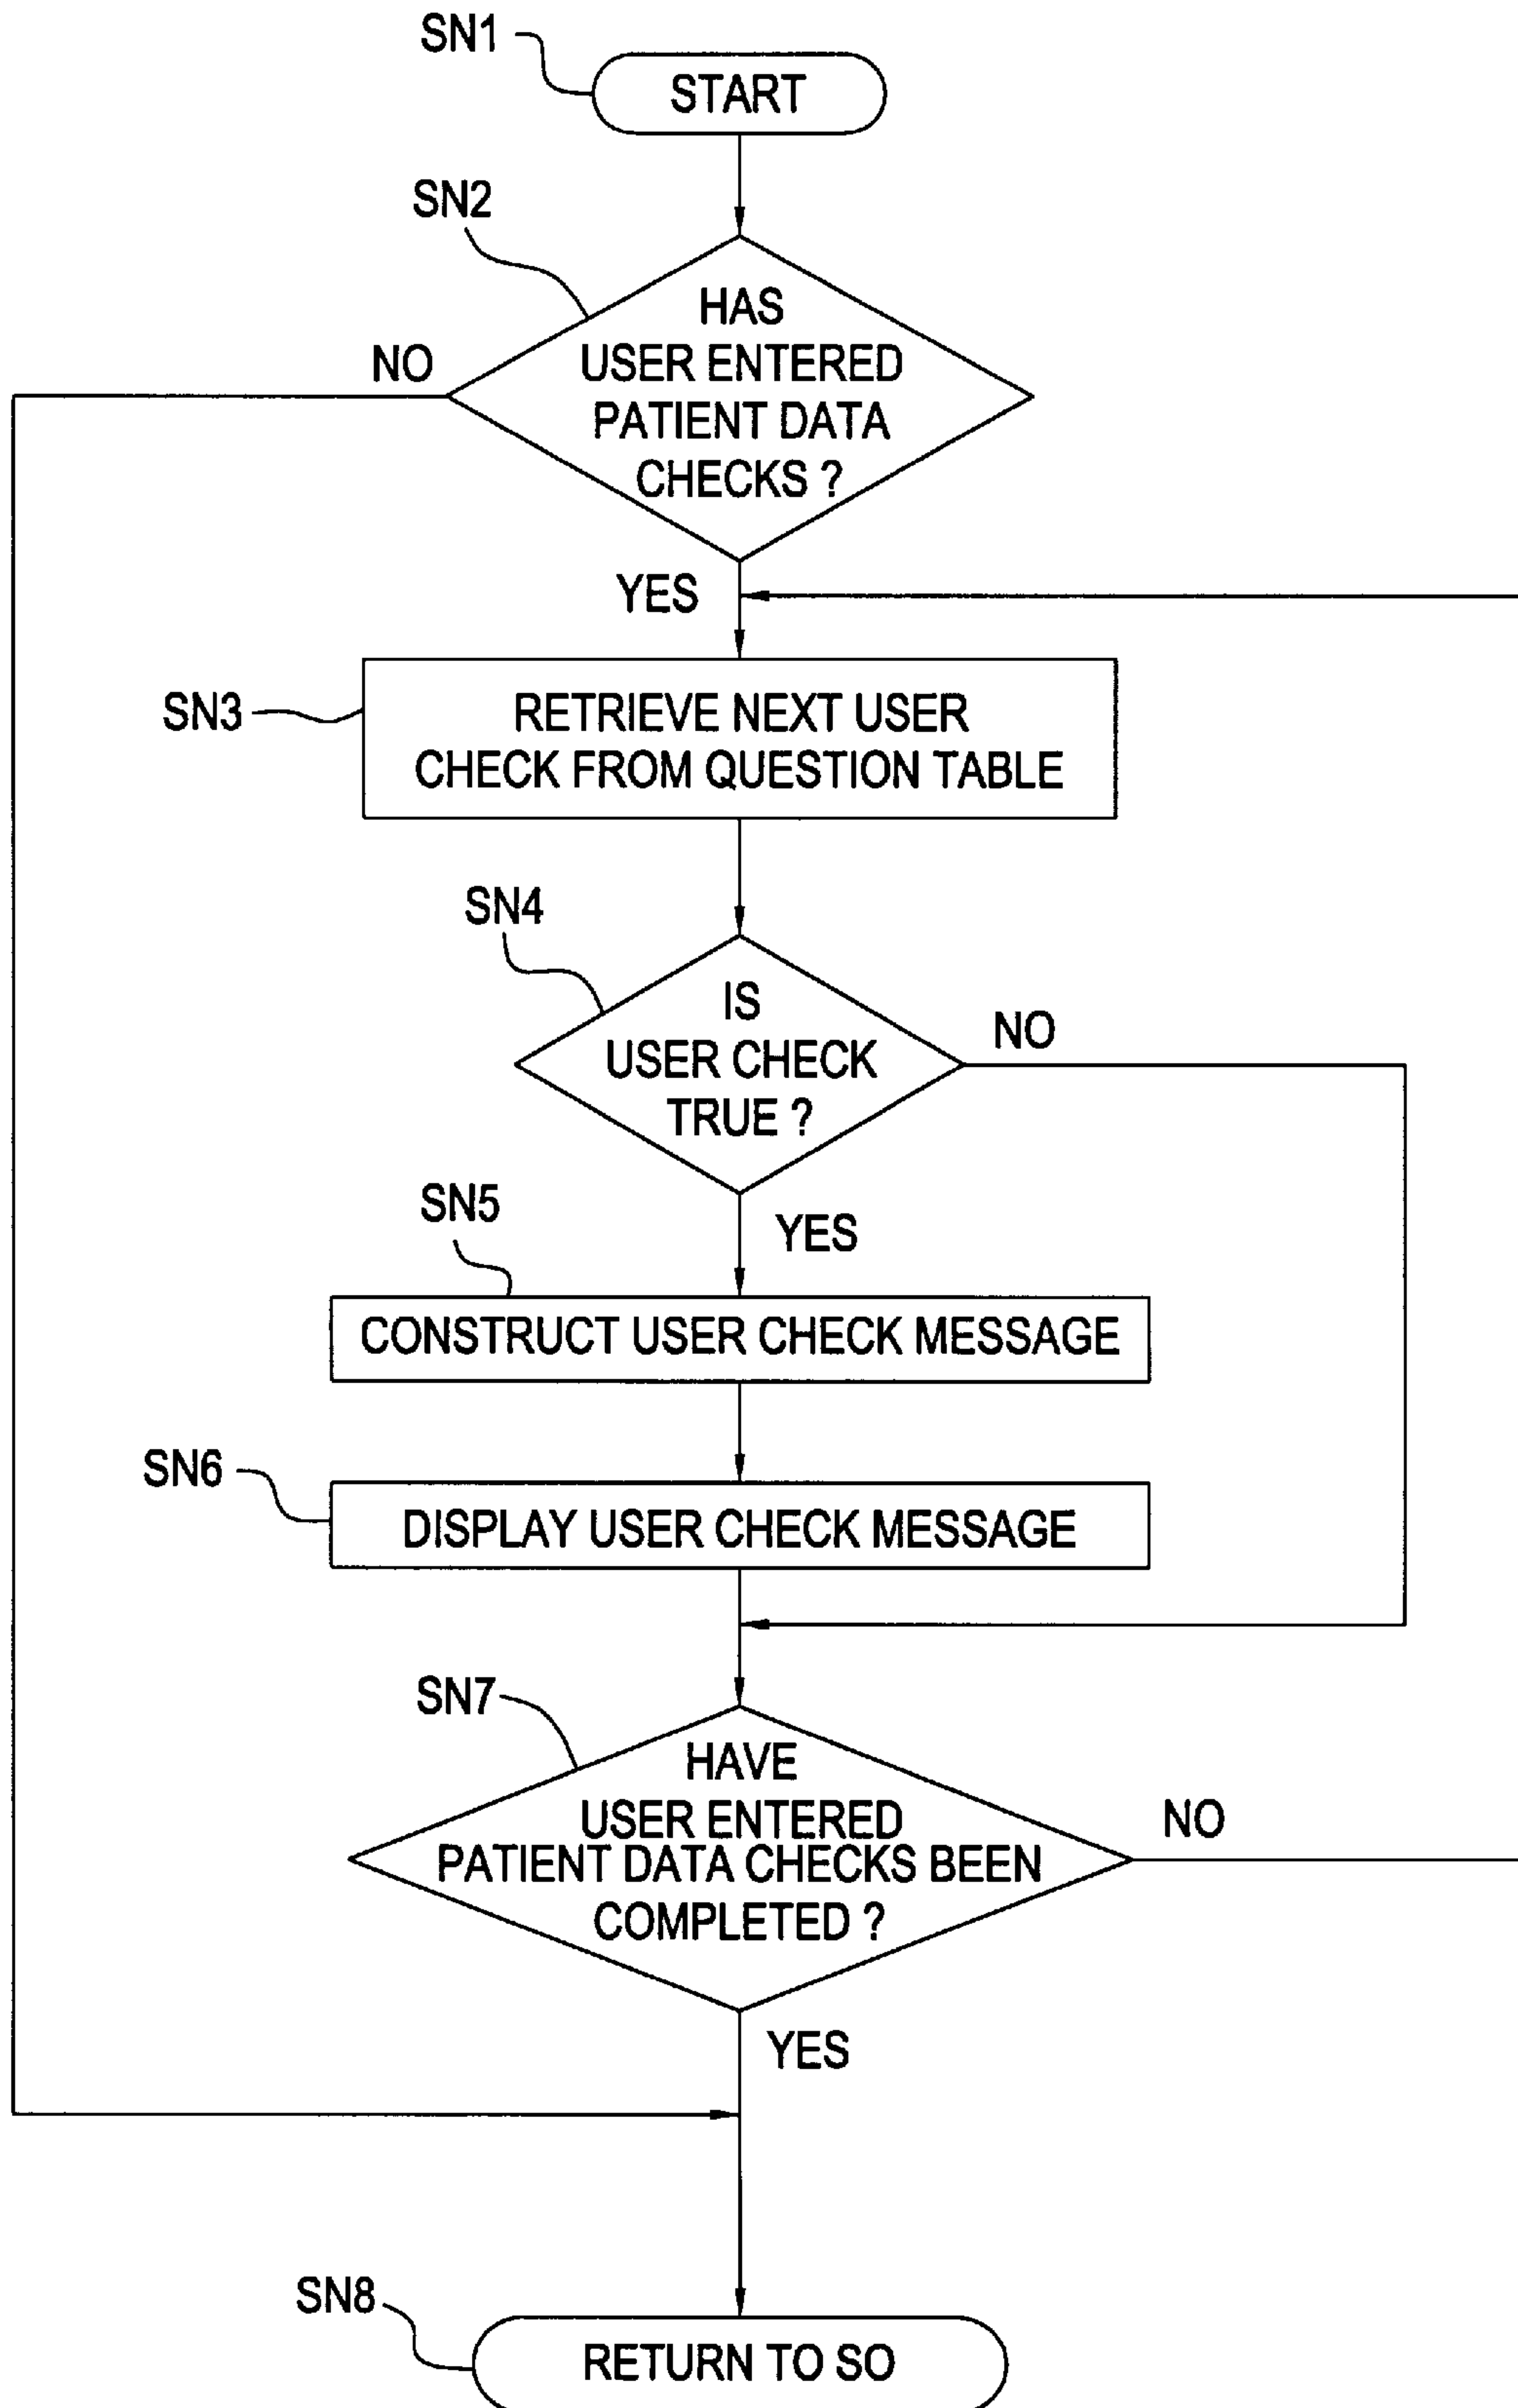 SN1
START
SN2
HAS
USER ENTERED
PATIENT DATA
CHECKS ?
NO
YES
SN3
RETRIEVE NEXT USER
CHECK FROM QUESTION TABLE
SN4
IS
USER CHECK
TRUE ?
NO
YES
SN5
CONSTRUCT USER CHECK MESSAGE
SN6
DISPLAY USER CHECK MESSAGE
SN7
HAVE
USER ENTERED
PATIENT DATA CHECKS BEEN
COMPLETED ?
NO
YES
SN8
RETURN TO SO